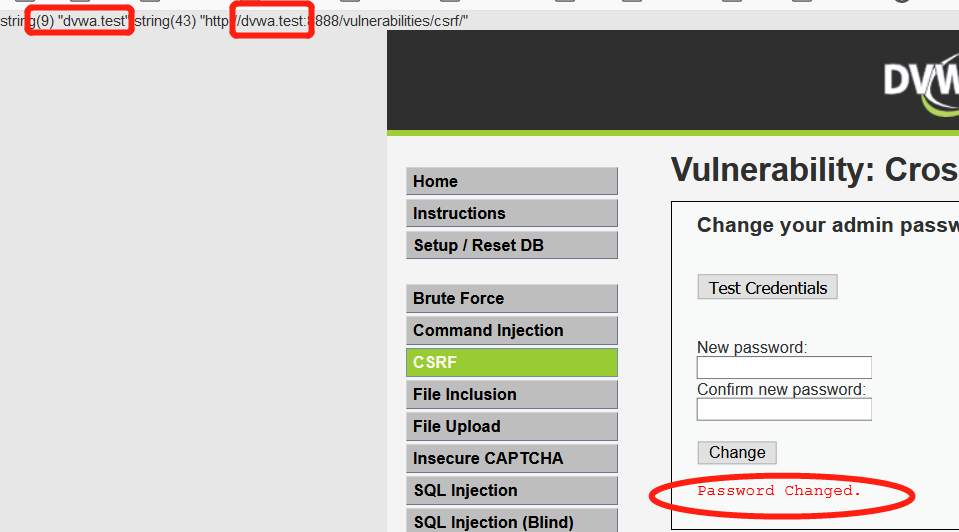 string(9) "dvwa.test" string(43) "http://dvwa.test:8888/vulnerabilities/csrf/"
DVW
Vulnerability: Cros
Home
Instructions
Setup / Reset DB
Brute Force
Command Injection
CSRF
File Inclusion
File Upload
Insecure CAPTCHA
SQL Injection
SQL Injection (Blind)
Change your admin passw
Test Credentials
New password:
Confirm new password:
Change
Password Changed.